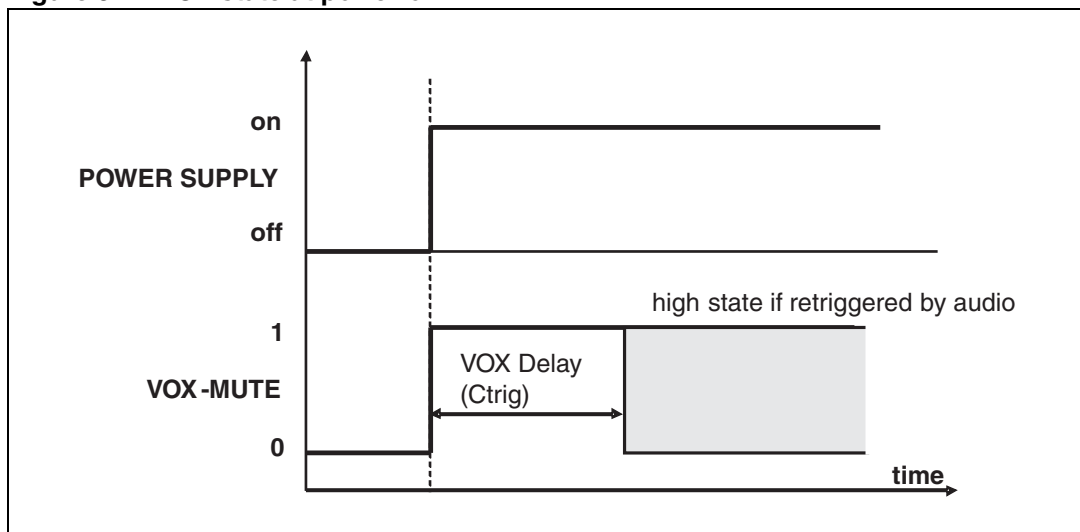 on
POWER SUPPLY
off
high state if retriggered by audio
1
VOX Delay
(Ctrig)
VOX-MUTE
0
time